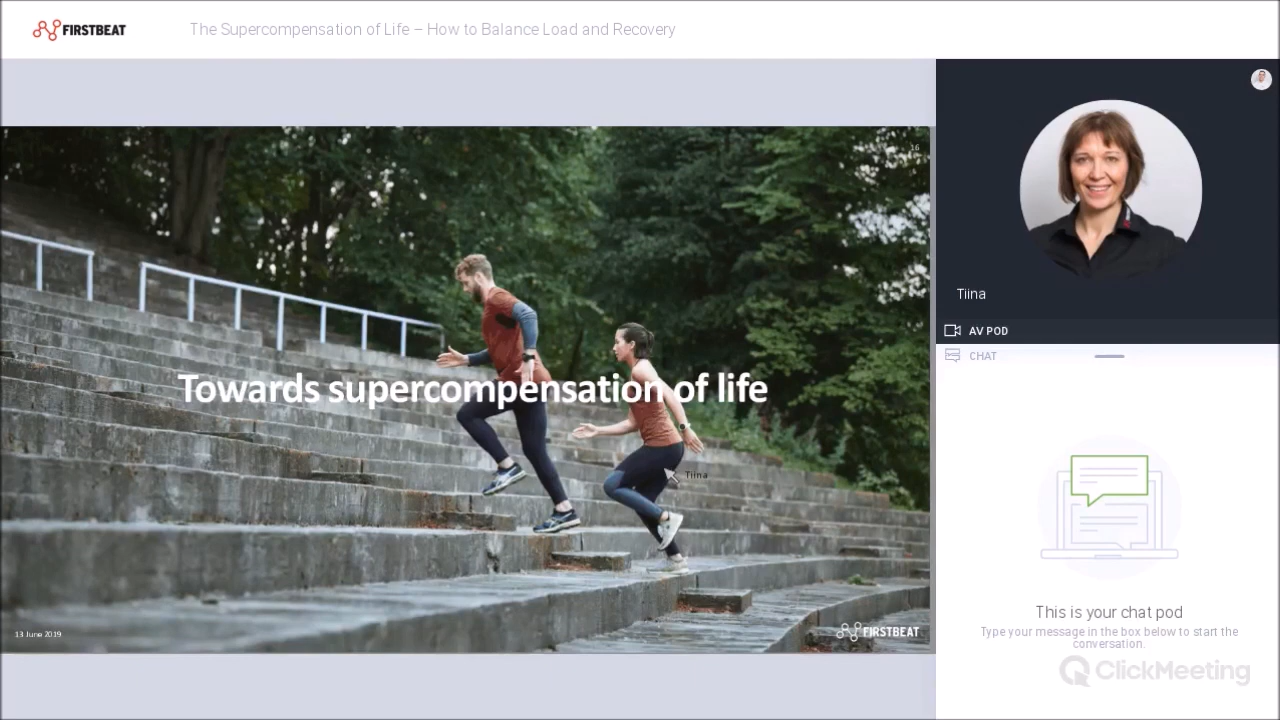 FIRSTBEAT
The Supercompensation of Life – How to Balance Load and Recovery
16
Towards supercompensation of life
Tiina
13 June 2019
FIRSTBEAT
Tiina
AV POD
CHAT
This is your chat pod
Type your message in the box below to start the
conversation.
ClickMeeting